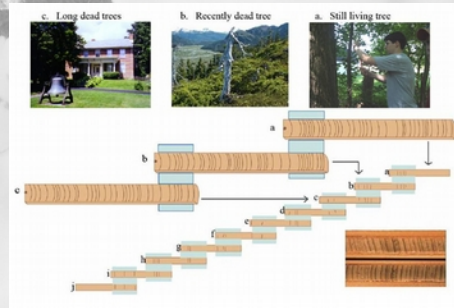 c. Long dead trees
b. Recently dead tree
a. Still living tree
a
b
c
a
b
c
d
e
f
g
h
i
j